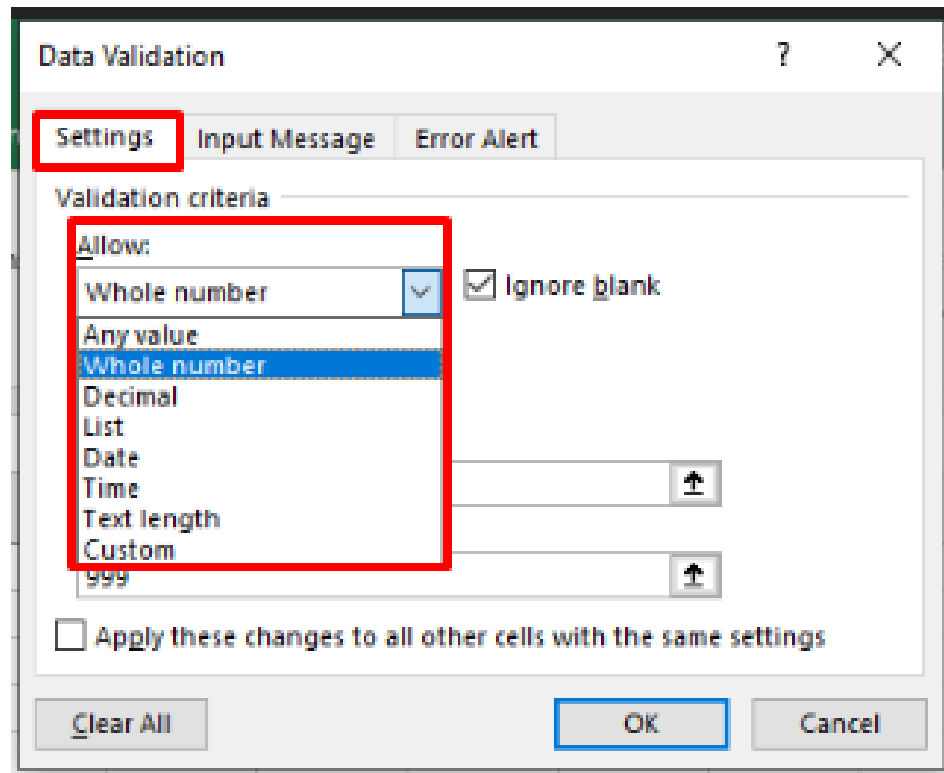 Data Validation ?
Settings Input Message Error Alert
Validation criteria
Allow:
Whole number Ignore blank
Any value
Whole number
Decimal
List
Date
Time
Text length
Custom
999
Apply these changes to all other cells with the same settings
Clear All OK Cancel